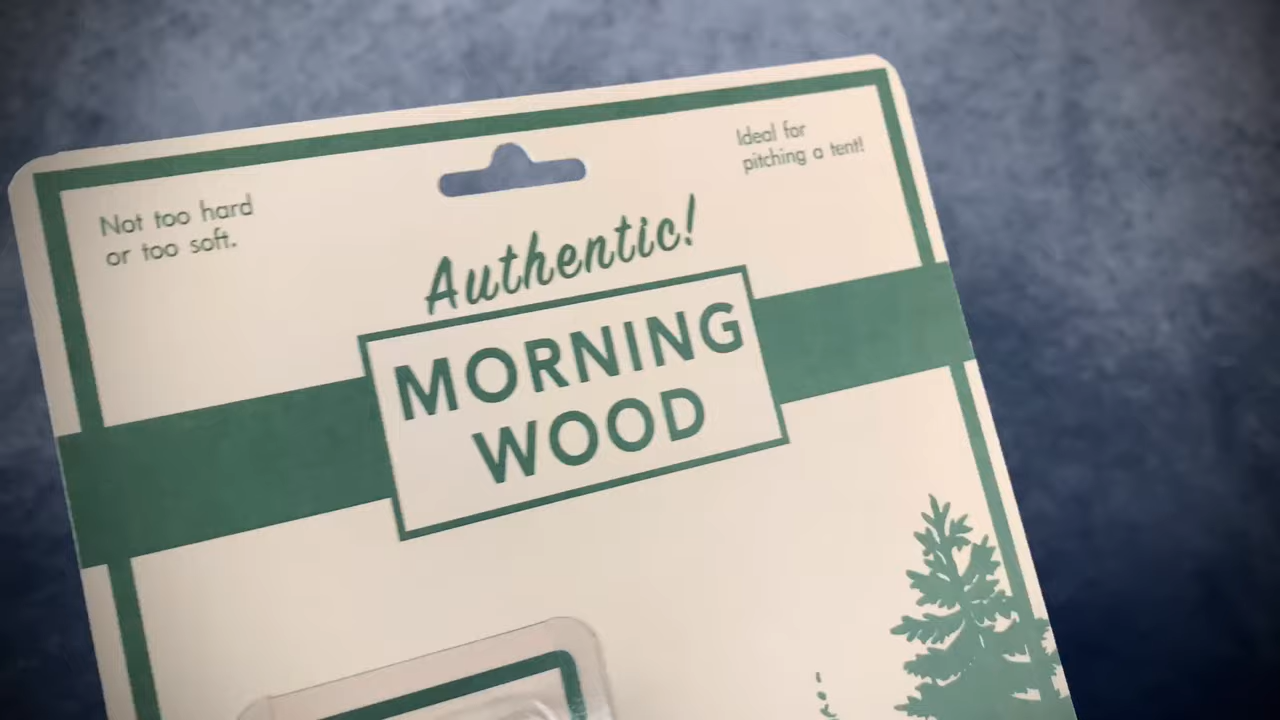 Not too hard
or too soft.
Ideal for
pitching a tent!
Authentic!
MORNING
WOOD